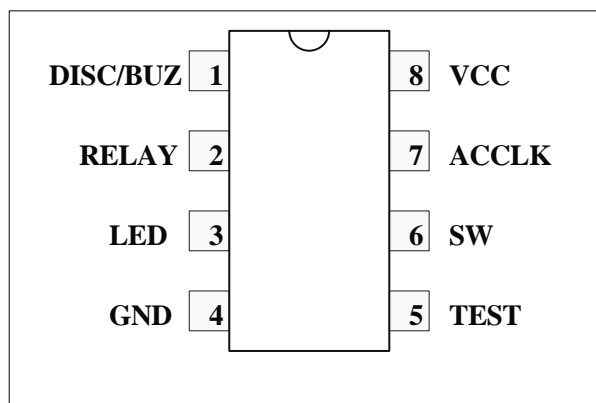 DISC/BUZ 1 8 VCC
RELAY 2 7 ACCLK
LED 3 6 SW
GND 4 5 TEST